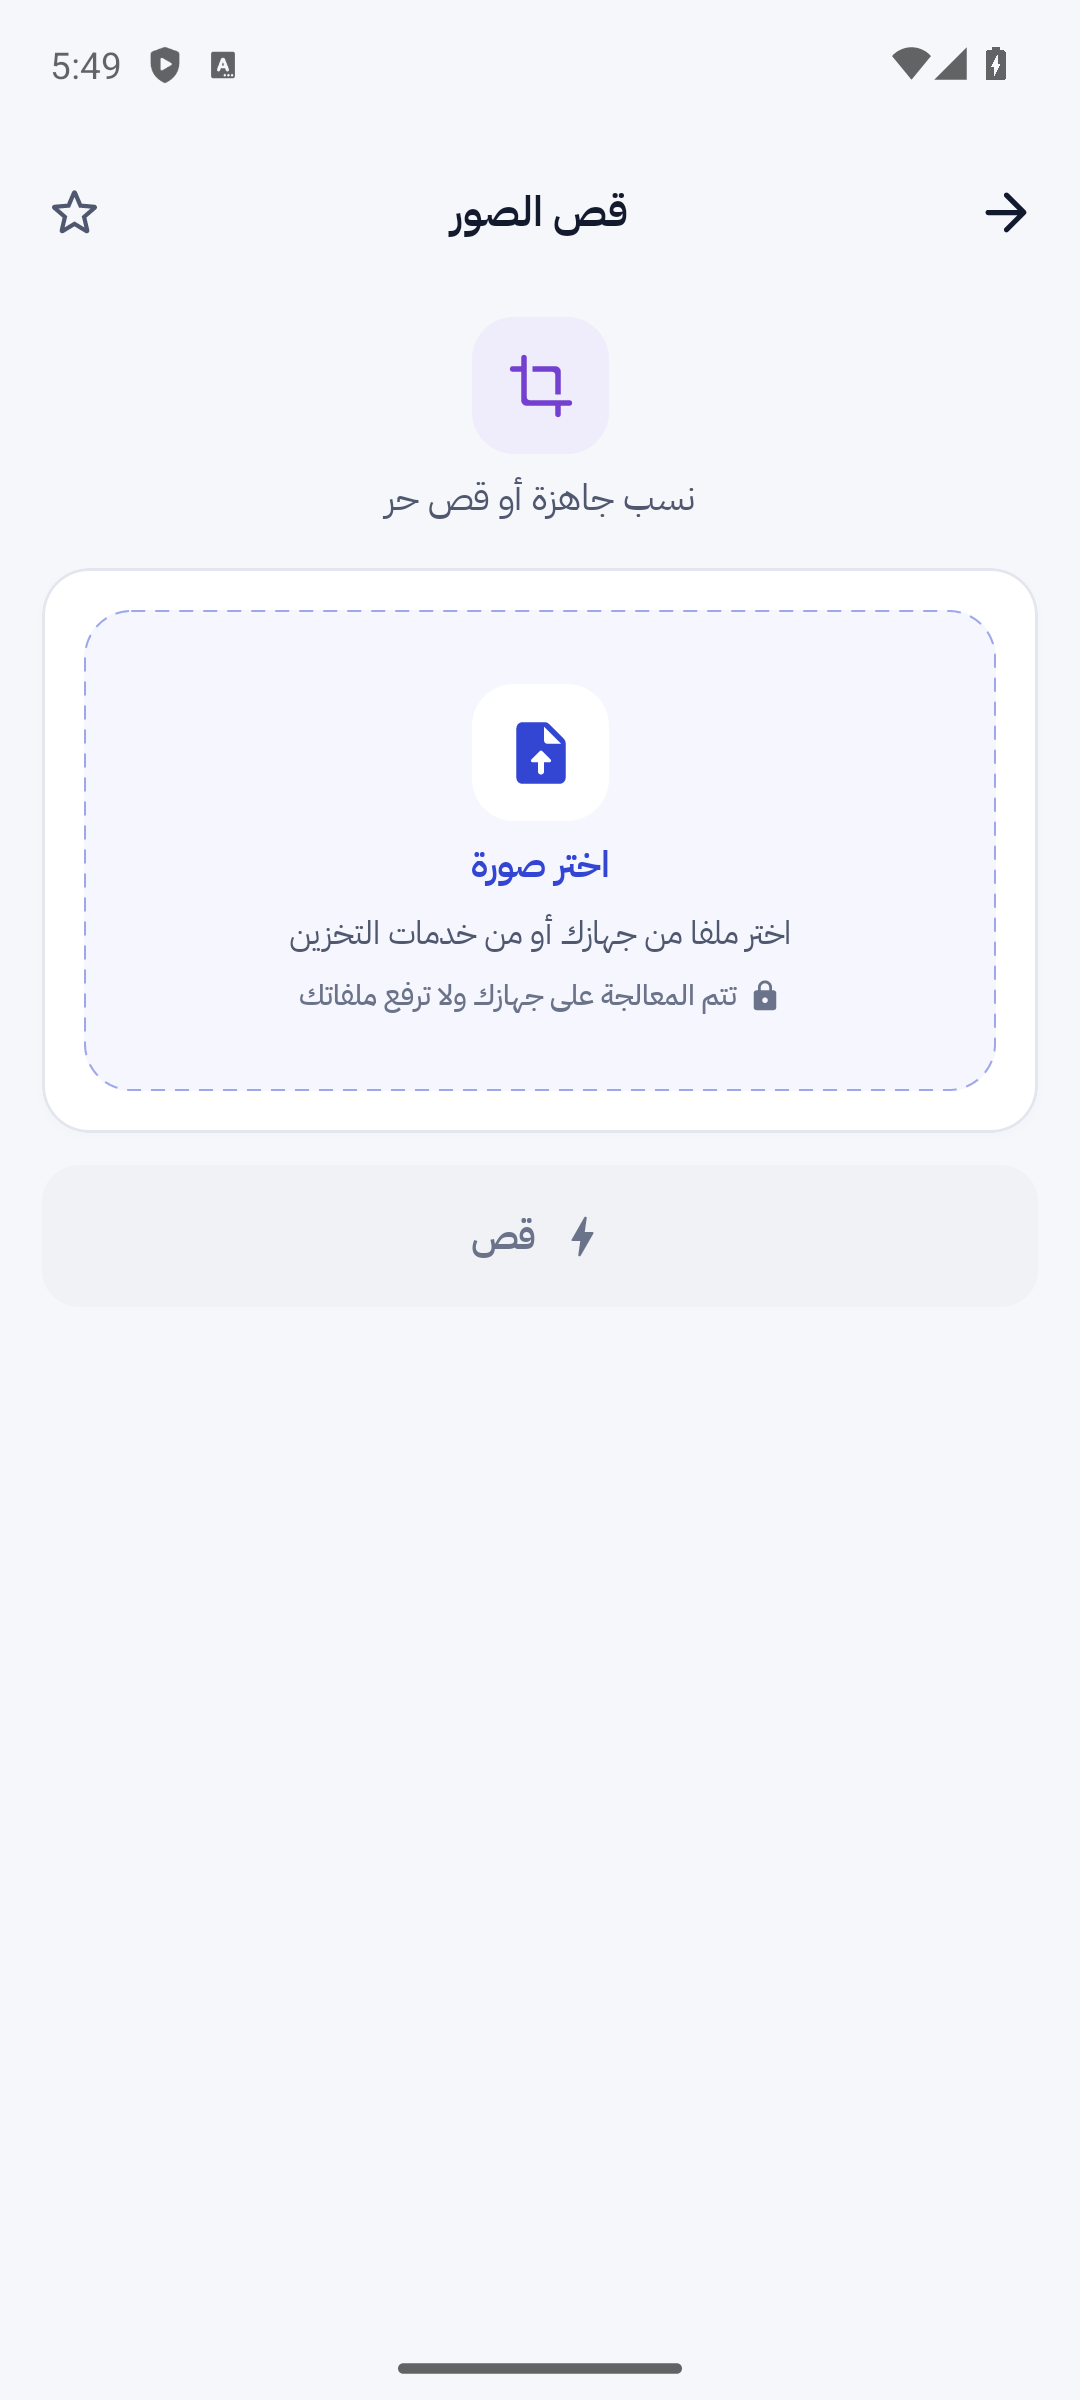 5:49
قص الصور
نسب جاهزة أو قص حر
اختر صورة
اختر ملفا من جهازك أو من خدمات التخزين
تتم المعالجة على جهازك ولا ترفع ملفاتك
قص